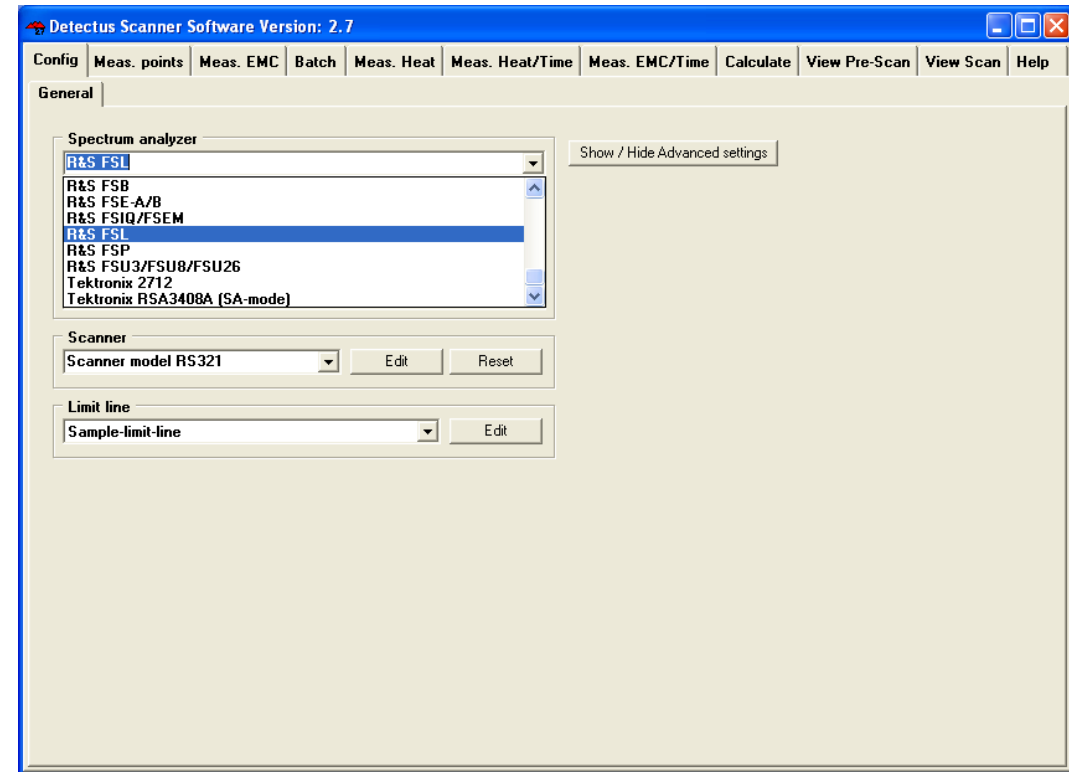 Detectus Scanner Software Version: 2.7
Config Meas. points Meas. EMC Batch Meas. Heat Meas. Heat/Time Meas. EMC/Time Calculate View Pre-Scan View Scan Help
General
Spectrum analyzer
R&S FSL
Show / Hide Advanced settings
R&S FSB
R&S FSE-A/B
R&S FSIQ/FSEM
R&S FSL
R&S FSP
R&S FSU3/FSU8/FSU26
Tektronix 2712
Tektronix RSA3408A (SA-mode)
Scanner
Scanner model RS321 Edit Reset
Limit line
Sample-limit-line Edit